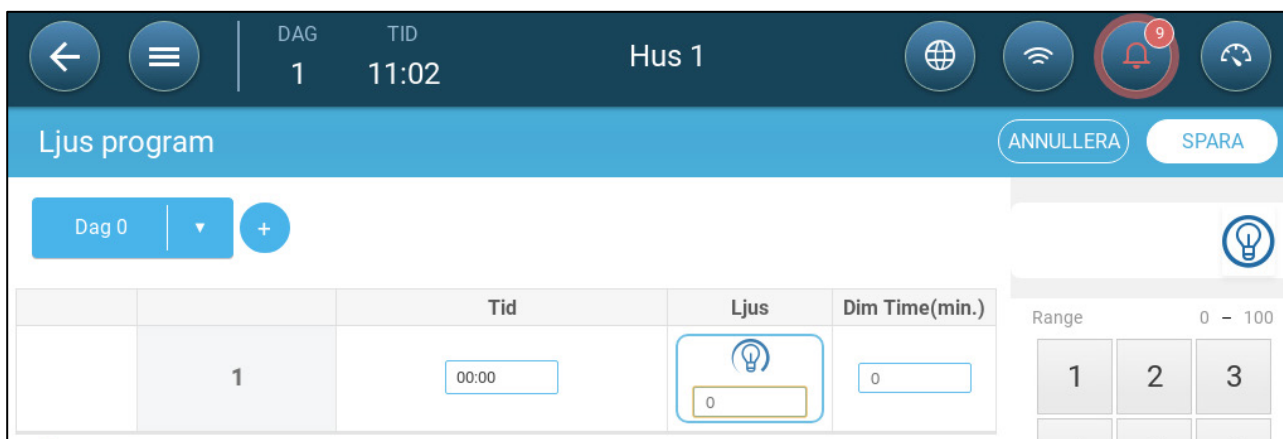 DAG TID
1 11:02 Hus 1 9
Ljus program ANNULLERA SPARA
Dag 0 ▼ +
Tid Ljus Dim Time(min.)
Range 0 – 100
1 00:00 0 0
1 2 3